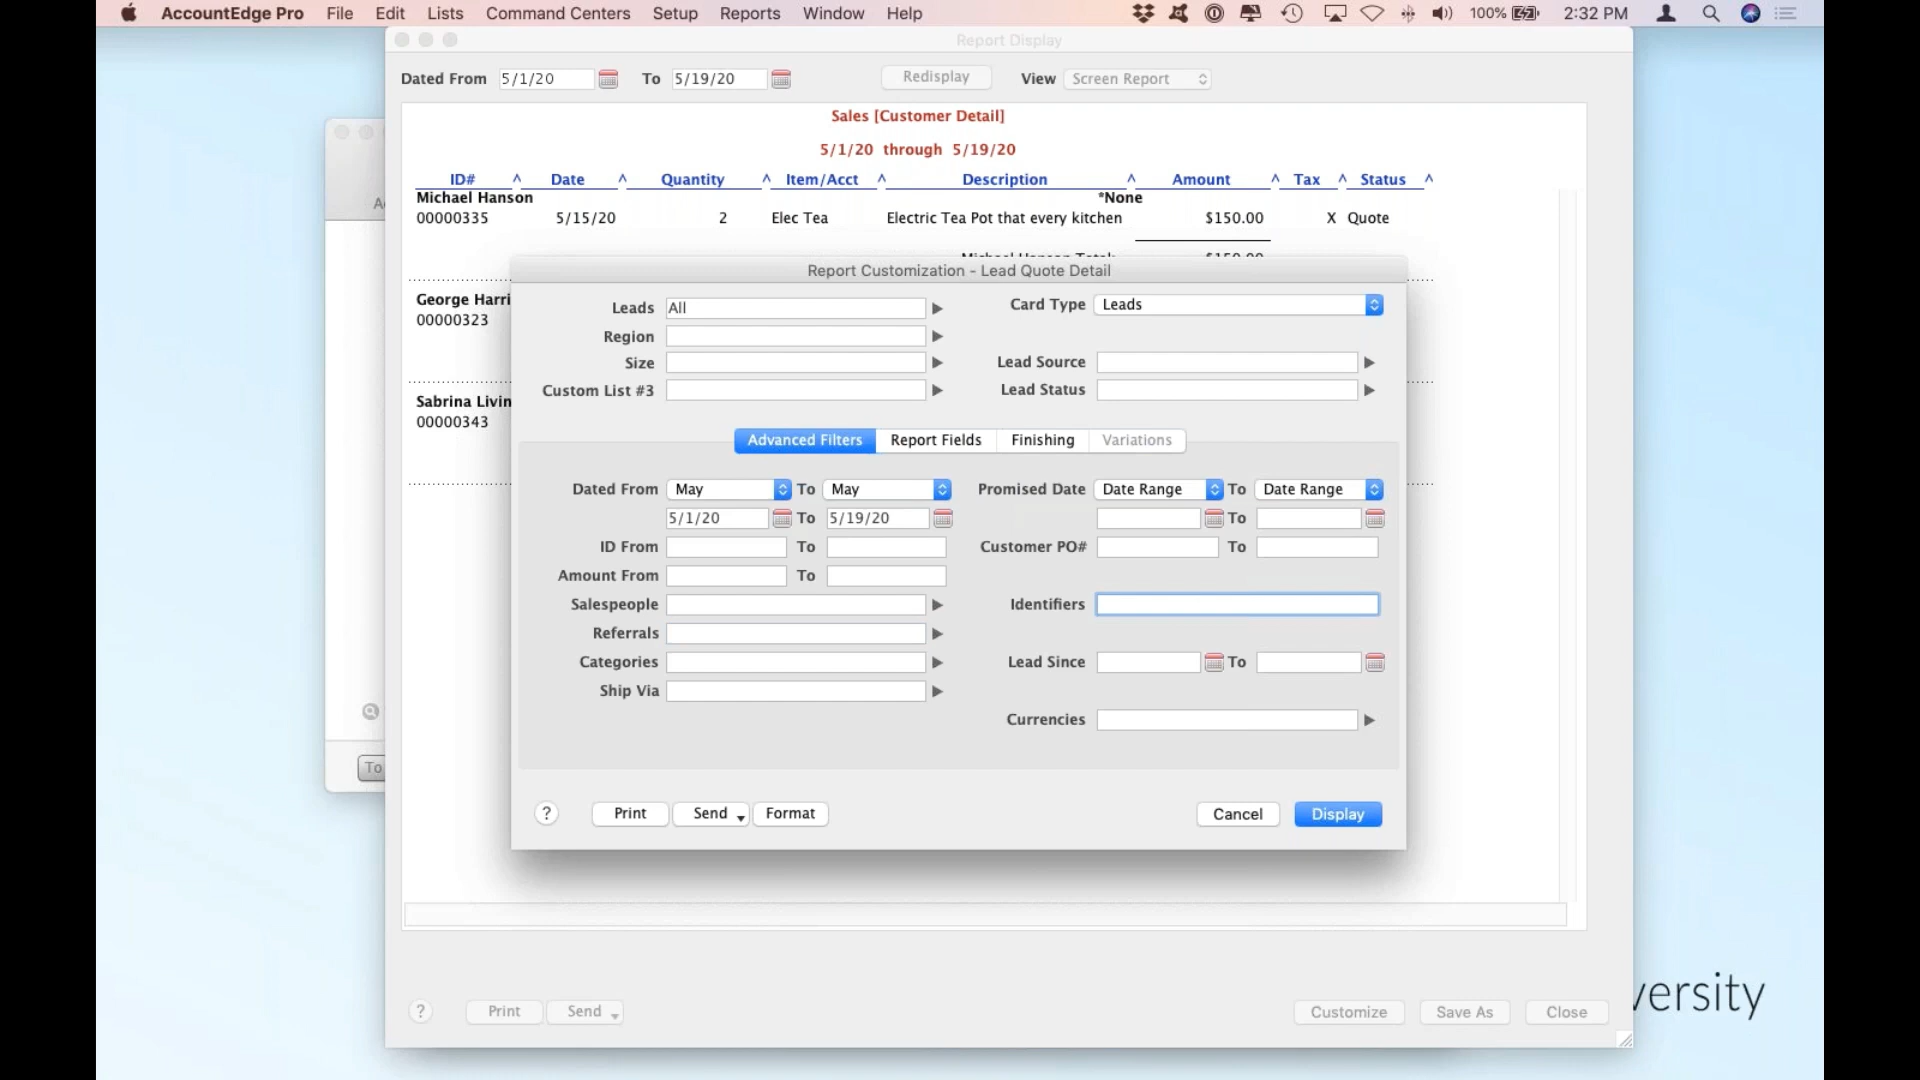 AccountEdge Pro File Edit Lists Command Centers Setup Reports Window Help 100% 2:32 PM
Report Display
Dated From 5/1/20 To 5/19/20 Redisplay View Screen Report
Sales [Customer Detail]
5/1/20 through 5/19/20
ID# ^ Date ^ Quantity ^ Item/Acct ^ Description ^ Amount ^ Tax ^ Status ^
Michael Hanson *None
00000335 5/15/20 2 Elec Tea Electric Tea Pot that every kitchen $150.00 X Quote
Michael Hanson Total: $150.00
George Harri
00000323
Sabrina Livin
00000343
Report Customization - Lead Quote Detail
Leads All Card Type Leads
Region
Size Lead Source
Custom List #3 Lead Status
Advanced Filters Report Fields Finishing Variations
Dated From May To May Promised Date Date Range To Date Range
5/1/20 To 5/19/20 To
ID From To Customer PO# To
Amount From To
Salespeople Identifiers
Referrals
Categories Lead Since To
Ship Via
Currencies
To
? Print Send Format Cancel Display
? Print Send Customize Save As Close
versity